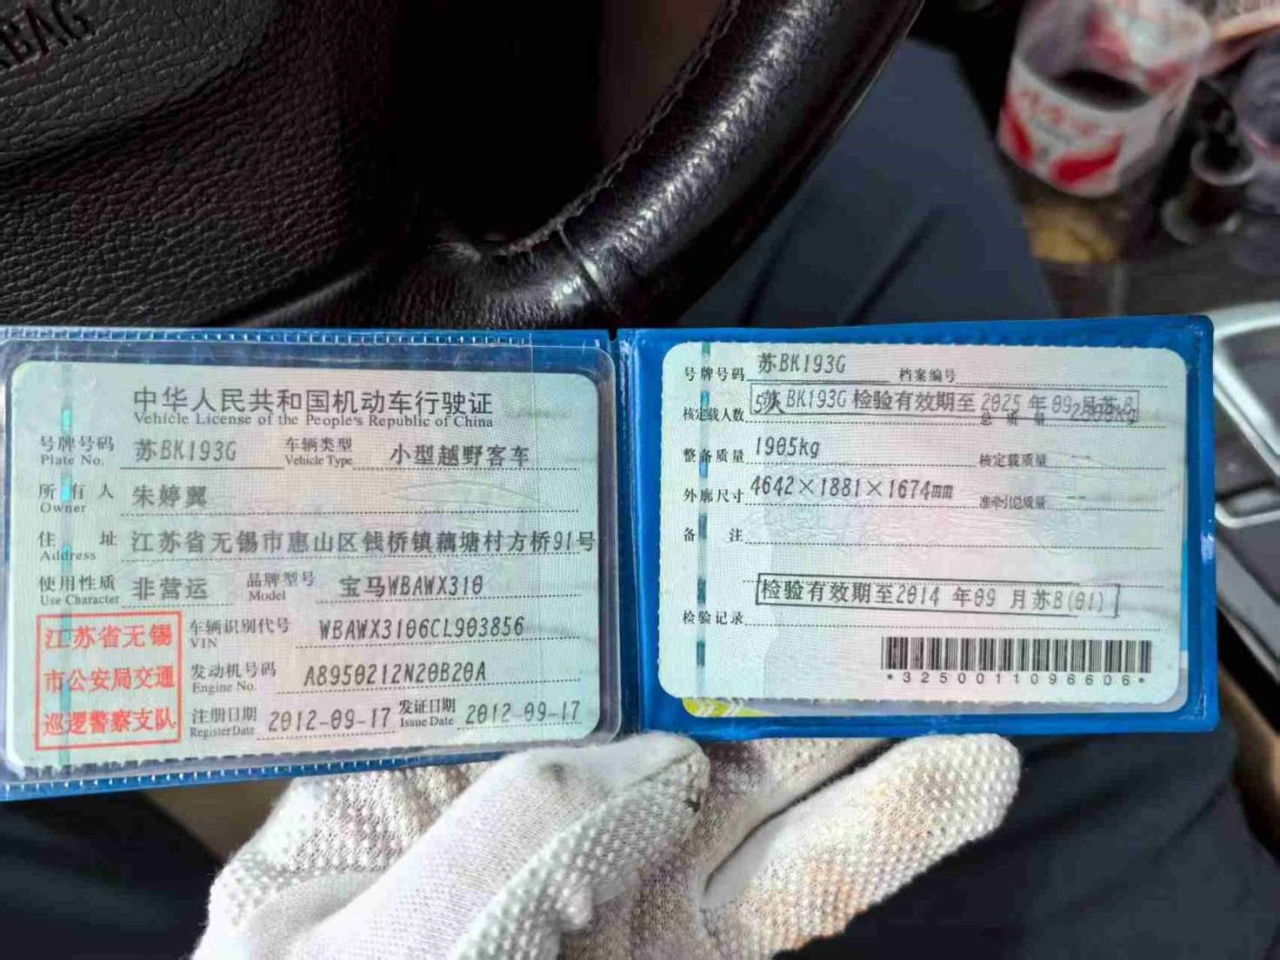 BAG
中华人民共和国机动车行驶证
Vehicle License of the People's Republic of China
号牌号码 苏BK193G 车辆类型 小型越野客车
Plate No. Vehicle Type
所有人 朱婷翼
Owner
住址 江苏省无锡市惠山区钱桥镇藕塘村方桥91号
Address
使用性质 非营运 品牌型号 宝马WBAWX310
Use Character Model
江苏省无锡
市公安局交通
巡逻警察支队
车辆识别代号 WBAWX3106CL903856
VIN
发动机号码 A8950212N20B20A
Engine No.
注册日期 2012-09-17 发证日期 2012-09-17
Register Date Issue Date
号牌号码 苏BK193G 档案编号
苏BK193G 检验有效期至 2025 年 09 月苏B
核定载人数 5人 总质量
整备质量 1905kg 核定载质量 --
外廓尺寸 4642×1881×1674mm 准牵引总质量 --
备注
检验有效期至2014 年09 月苏B(01)
检验记录
*3250011096606*